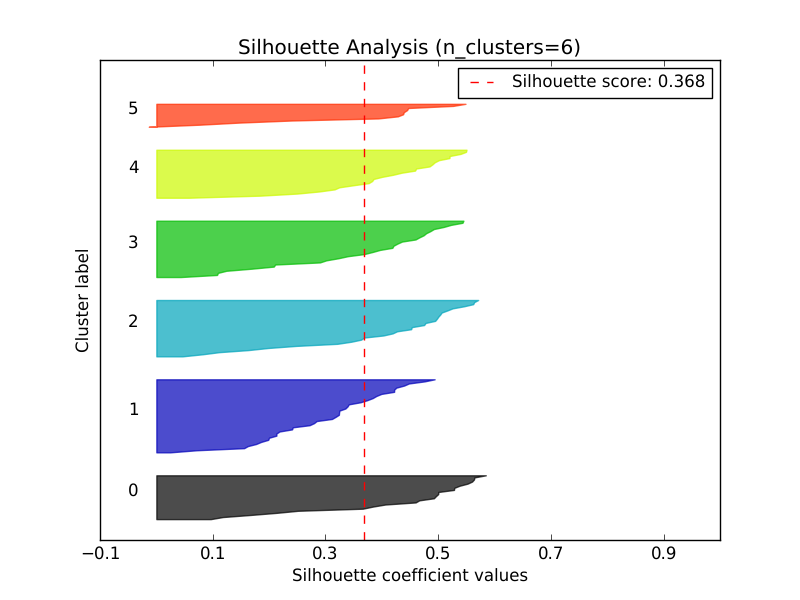 Silhouette Analysis (n_clusters=6)
Silhouette score: 0.368
5
4
3
2
1
0
Cluster label
−0.1 0.1 0.3 0.5 0.7 0.9
Silhouette coefficient values